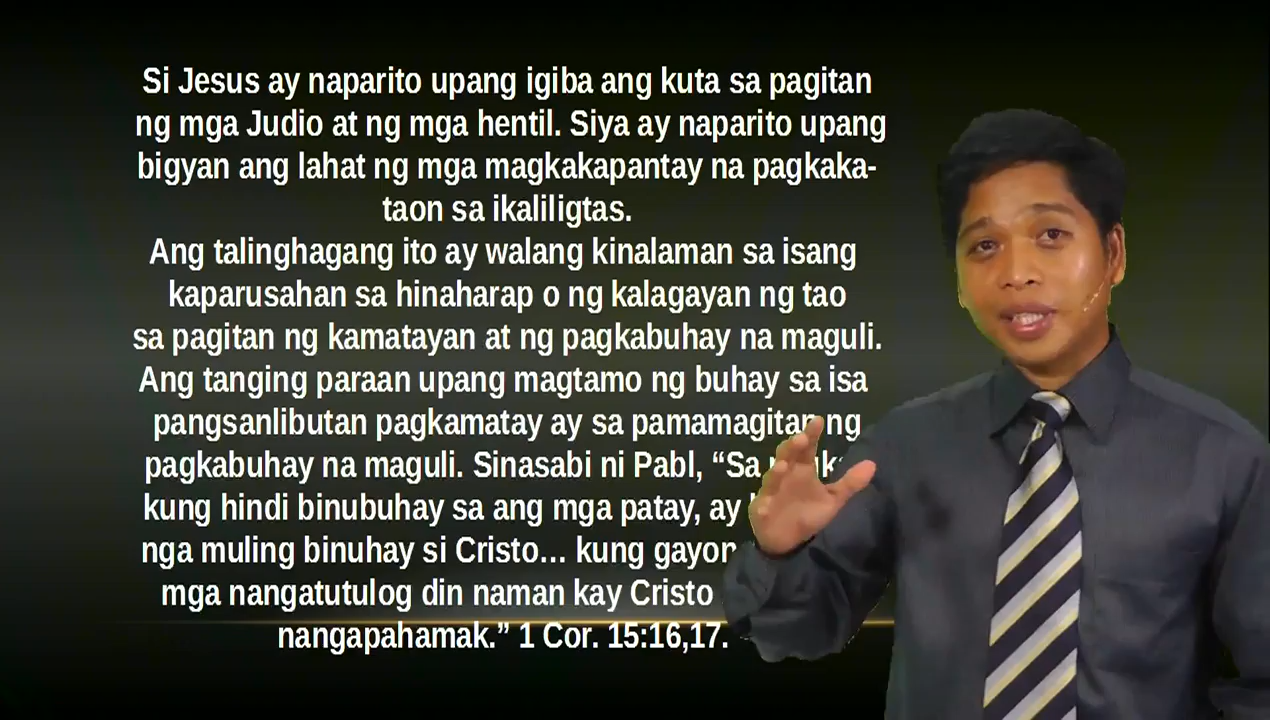 Si Jesus ay naparito upang igiba ang kuta sa pagitan
ng mga Judio at ng mga hentil. Siya ay naparito upang
bigyan ang lahat ng mga magkakapantay na pagkaka-
taon sa ikaliligtas.
Ang talinghagang ito ay walang kinalaman sa isang
kaparusahan sa hinaharap o ng kalagayan ng tao
sa pagitan ng kamatayan at ng pagkabuhay na maguli.
Ang tanging paraan upang magtamo ng buhay sa isa
pangsanlibutan pagkamatay ay sa pamamagitan ng
pagkabuhay na maguli. Sinasabi ni Pabl, “Sa
kung hindi binubuhay sa ang mga patay, ay
nga muling binuhay si Cristo… kung gayon
mga nangatutulog din naman kay Cristo
nangapahamak.” 1 Cor. 15:16,17.